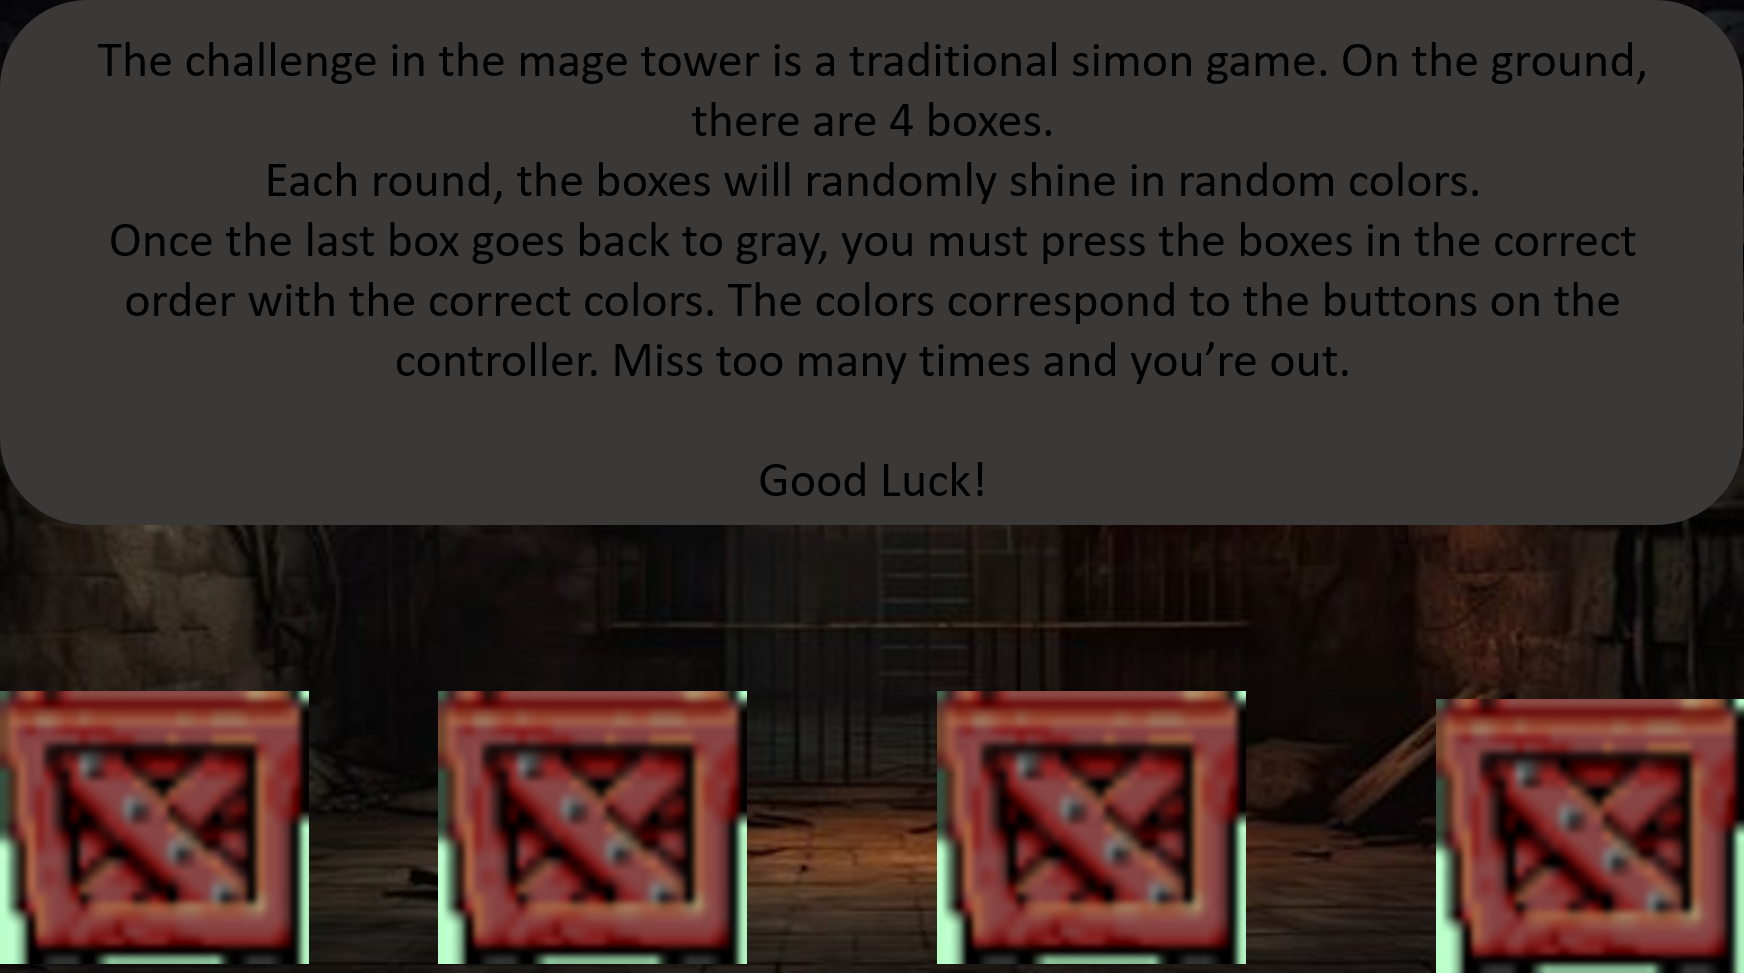 The challenge in the mage tower is a traditional simon game. On the ground,
there are 4 boxes.
Each round, the boxes will randomly shine in random colors.
Once the last box goes back to gray, you must press the boxes in the correct
order with the correct colors. The colors correspond to the buttons on the
controller. Miss too many times and you’re out.
Good Luck!